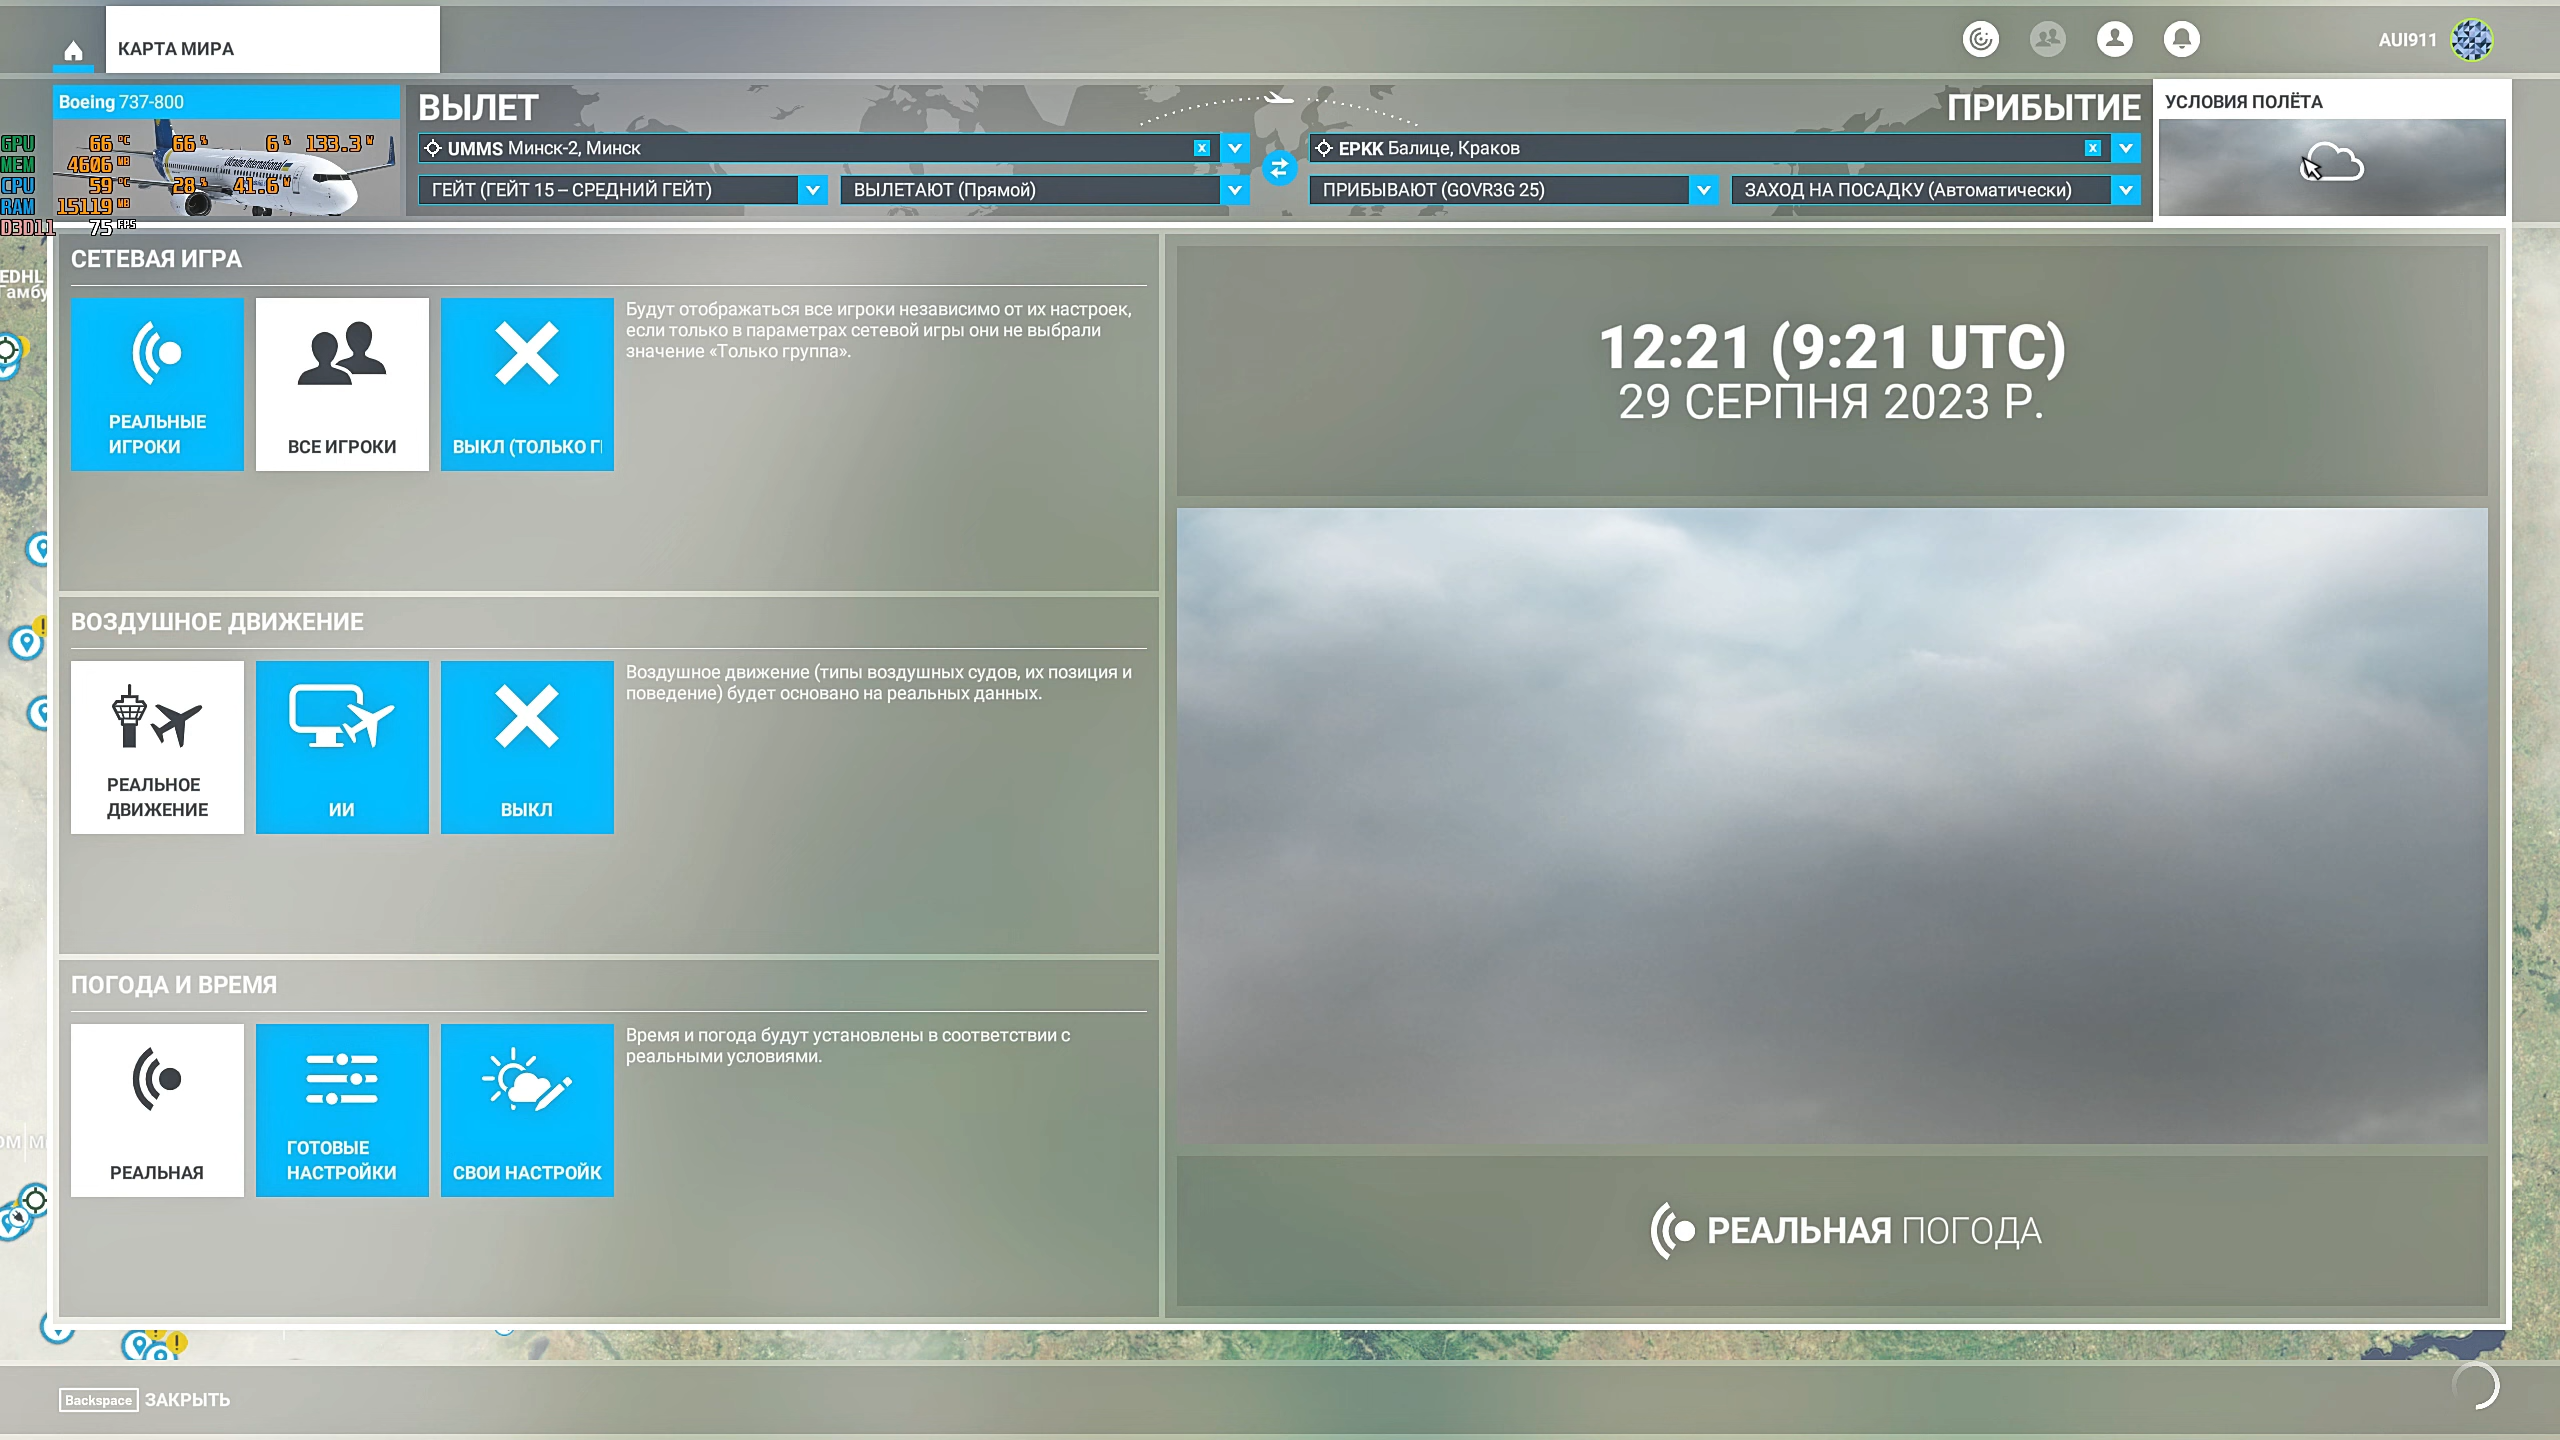 КАРТА МИРА
AUI911
Boeing 737-800
GPU 66 °C 66 % 6 % 133.3 W
MEM 4606 MB
CPU 59 °C 28 % 41.6 W
RAM 15119 MB
D3D11 75 FPS
ВЫЛЕТ
UMMS Минск-2, Минск
ГЕЙТ (ГЕЙТ 15 – СРЕДНИЙ ГЕЙТ)
ВЫЛЕТАЮТ (Прямой)
ПРИБЫТИЕ
EPKK Балице, Краков
ПРИБЫВАЮТ (GOVR3G 25)
ЗАХОД НА ПОСАДКУ (Автоматически)
УСЛОВИЯ ПОЛЁТА
EDHL
Гамбу
СЕТЕВАЯ ИГРА
РЕАЛЬНЫЕ
ИГРОКИ
ВСЕ ИГРОКИ
ВЫКЛ (ТОЛЬКО Г
Будут отображаться все игроки независимо от их настроек,
если только в параметрах сетевой игры они не выбрали
значение «Только группа».
ВОЗДУШНОЕ ДВИЖЕНИЕ
РЕАЛЬНОЕ
ДВИЖЕНИЕ
ИИ
ВЫКЛ
Воздушное движение (типы воздушных судов, их позиция и
поведение) будет основано на реальных данных.
ПОГОДА И ВРЕМЯ
РЕАЛЬНАЯ
ГОТОВЫЕ
НАСТРОЙКИ
СВОИ НАСТРОЙК
Время и погода будут установлены в соответствии с
реальными условиями.
12:21 (9:21 UTC)
29 СЕРПНЯ 2023 Р.
РЕАЛЬНАЯ ПОГОДА
Backspace ЗАКРЫТЬ